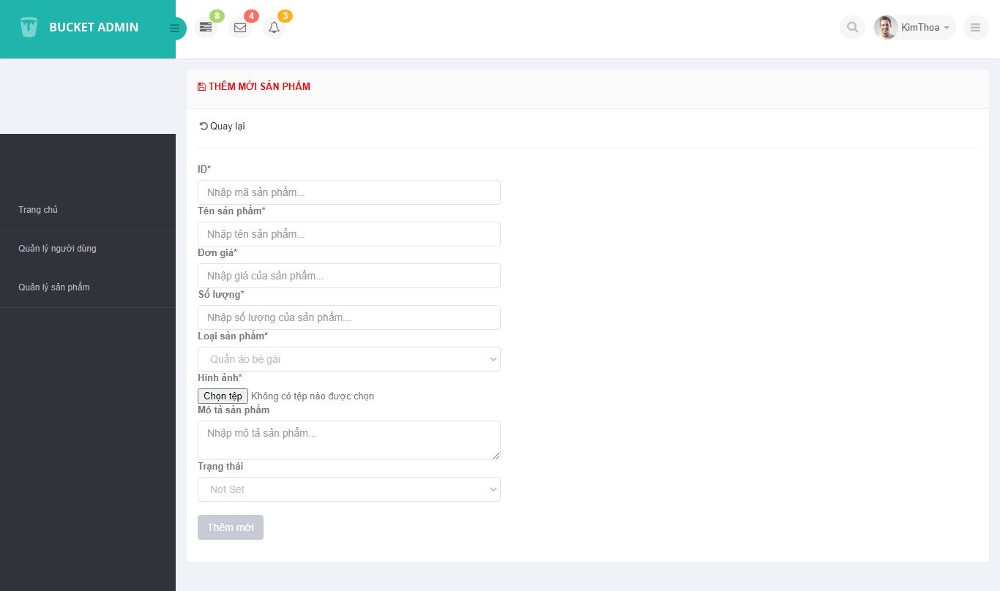 BUCKET ADMIN
8
4
3
KimThoa
THÊM MỚI SẢN PHẨM
Quay lại
Trang chủ
Quản lý người dùng
Quản lý sản phẩm
ID*
Nhập mã sản phẩm...
Tên sản phẩm*
Nhập tên sản phẩm...
Đơn giá*
Nhập giá của sản phẩm...
Số lượng*
Nhập số lượng của sản phẩm...
Loại sản phẩm*
Quần áo bé gái
Hình ảnh*
Chọn tệp Không có tệp nào được chọn
Mô tả sản phẩm
Nhập mô tả sản phẩm...
Trạng thái
Not Set
Thêm mới